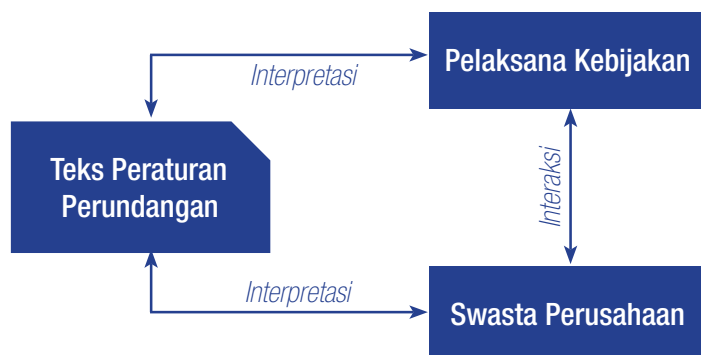 Pelaksana Kebijakan
Interpretasi
Teks Peraturan
Perundangan
Interaksi
Interpretasi
Swasta Perusahaan